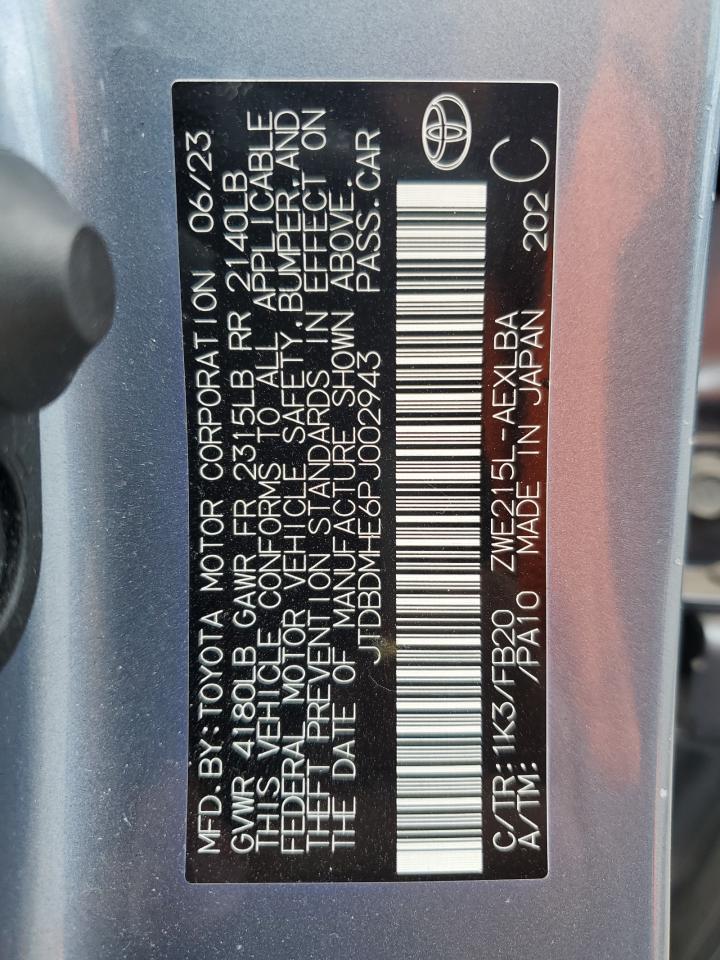 MFD.BY:TOYOTA MOTOR CORPORATION 06/23
GVWR 4180LB GAWR FR 2315LB RR 2140LB
THIS VEHICLE CONFORMS TO ALL APPLICABLE
FEDERAL MOTOR VEHICLE SAFETY,BUMPER,AND
THEFT PREVENTION STANDARDS IN EFFECT ON
THE DATE OF MANUFACTURE SHOWN ABOVE.
JTDBDMHE6PJ002943 PASS.CAR
C/TR:1K3/FB20 ZWE215L-AEXLBA
A/TM: /PA10 MADE IN JAPAN 202 C